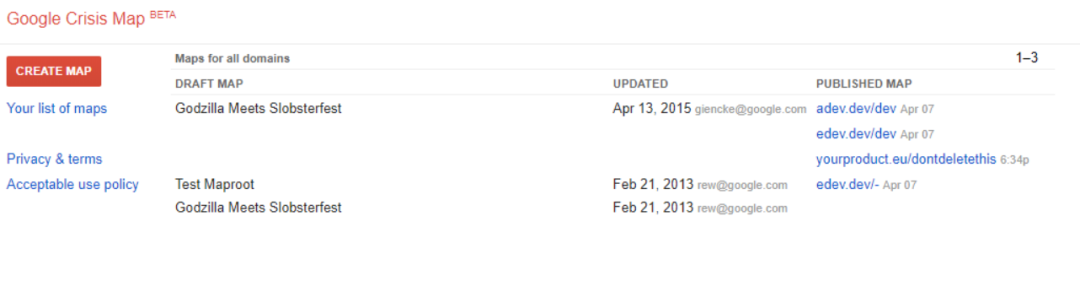 Google Crisis Map BETA
Maps for all domains 1–3
CREATE MAP
DRAFT MAP UPDATED PUBLISHED MAP
Your list of maps Godzilla Meets Slobsterfest Apr 13, 2015 giencke@google.com adev.dev/dev Apr 07
edev.dev/dev Apr 07
Privacy & terms yourproduct.eu/dontdeletethis 6:34p
Acceptable use policy Test Maproot Feb 21, 2013 rew@google.com edev.dev/- Apr 07
Godzilla Meets Slobsterfest Feb 21, 2013 rew@google.com